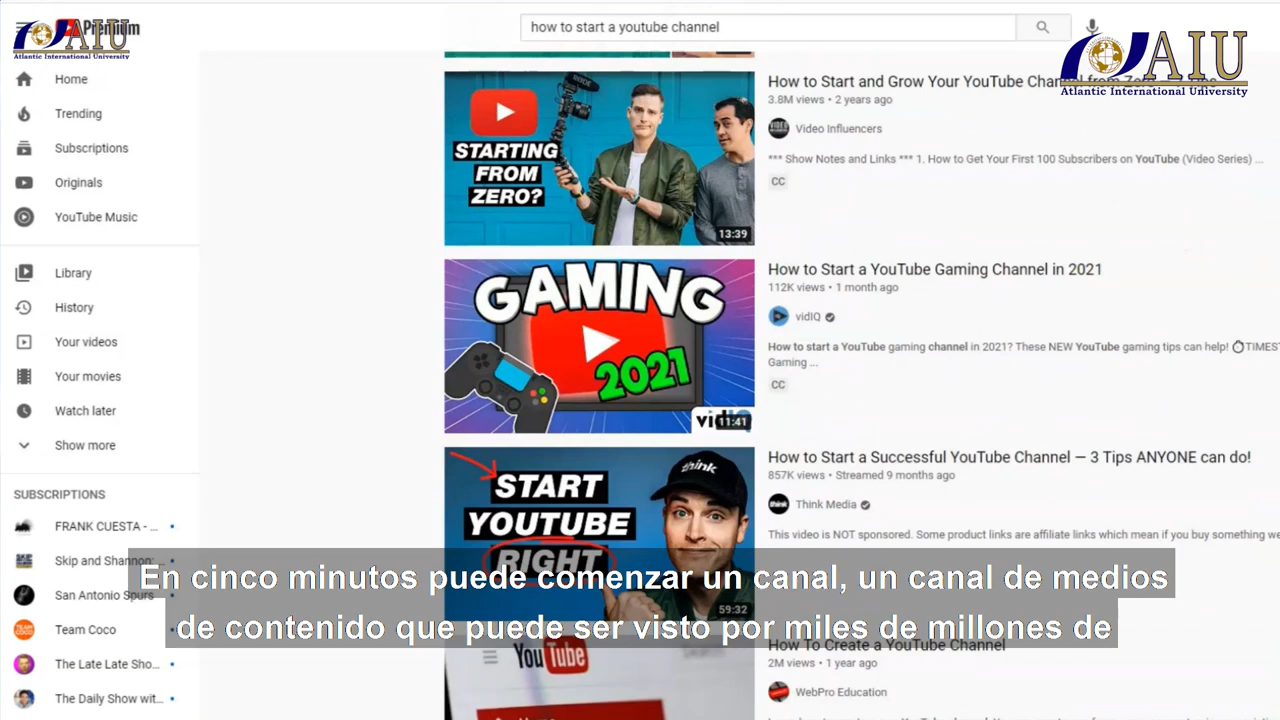 Premium
AIU
Atlantic International University
how to start a youtube channel
AIU
Atlantic International University
Home
Trending
Subscriptions
Originals
YouTube Music
Library
History
Your videos
Your movies
Watch later
Show more
SUBSCRIPTIONS
FRANK CUESTA - ...
Skip and Shannon: ...
San Antonio Spurs
Team Coco
The Late Late Sho...
The Daily Show wit...
STARTING
FROM
ZERO?
13:39
How to Start and Grow Your YouTube Channel from Zero
3.8M views • 2 years ago
Video Influencers
*** Show Notes and Links *** 1. How to Get Your First 100 Subscribers on YouTube (Video Series) ...
CC
GAMING
2021
vidIQ
11:41
How to Start a YouTube Gaming Channel in 2021
112K views • 1 month ago
vidIQ
How to start a YouTube gaming channel in 2021? These NEW YouTube gaming tips can help! TIMEST
Gaming ...
CC
think
START
YOUTUBE
RIGHT
59:32
How to Start a Successful YouTube Channel — 3 Tips ANYONE can do!
857K views • Streamed 9 months ago
Think Media
This video is NOT sponsored. Some product links are affiliate links which mean if you buy something we
En cinco minutos puede comenzar un canal, un canal de medios
de contenido que puede ser visto por miles de millones de
YouTube
Search
How To Create a YouTube Channel
2M views • 1 year ago
WebPro Education